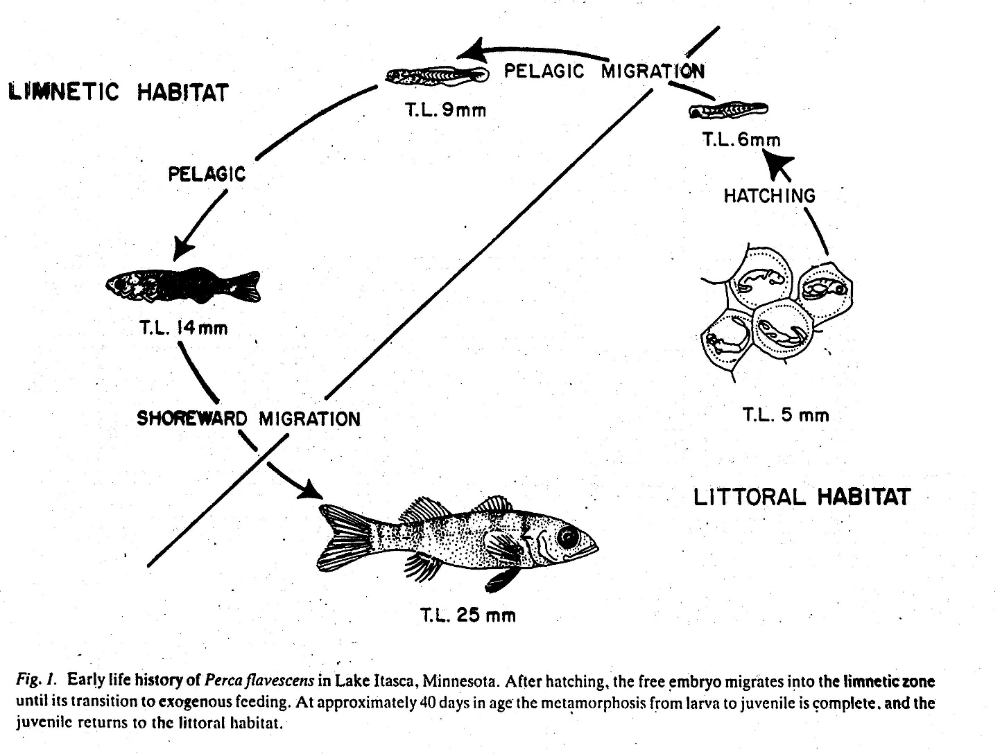 PELAGIC MIGRATION
LIMNETIC HABITAT
T.L. 9mm
T.L. 6mm
PELAGIC
HATCHING
T.L. 14mm
T.L. 5 mm
SHOREWARD MIGRATION
LITTORAL HABITAT
T.L. 25 mm
Fig. 1. Early life history of Perca flavescens in Lake Itasca, Minnesota. After hatching, the free embryo migrates into the limnetic zone
until its transition to exogenous feeding. At approximately 40 days in age the metamorphosis from larva to juvenile is complete, and the
juvenile returns to the littoral habitat.